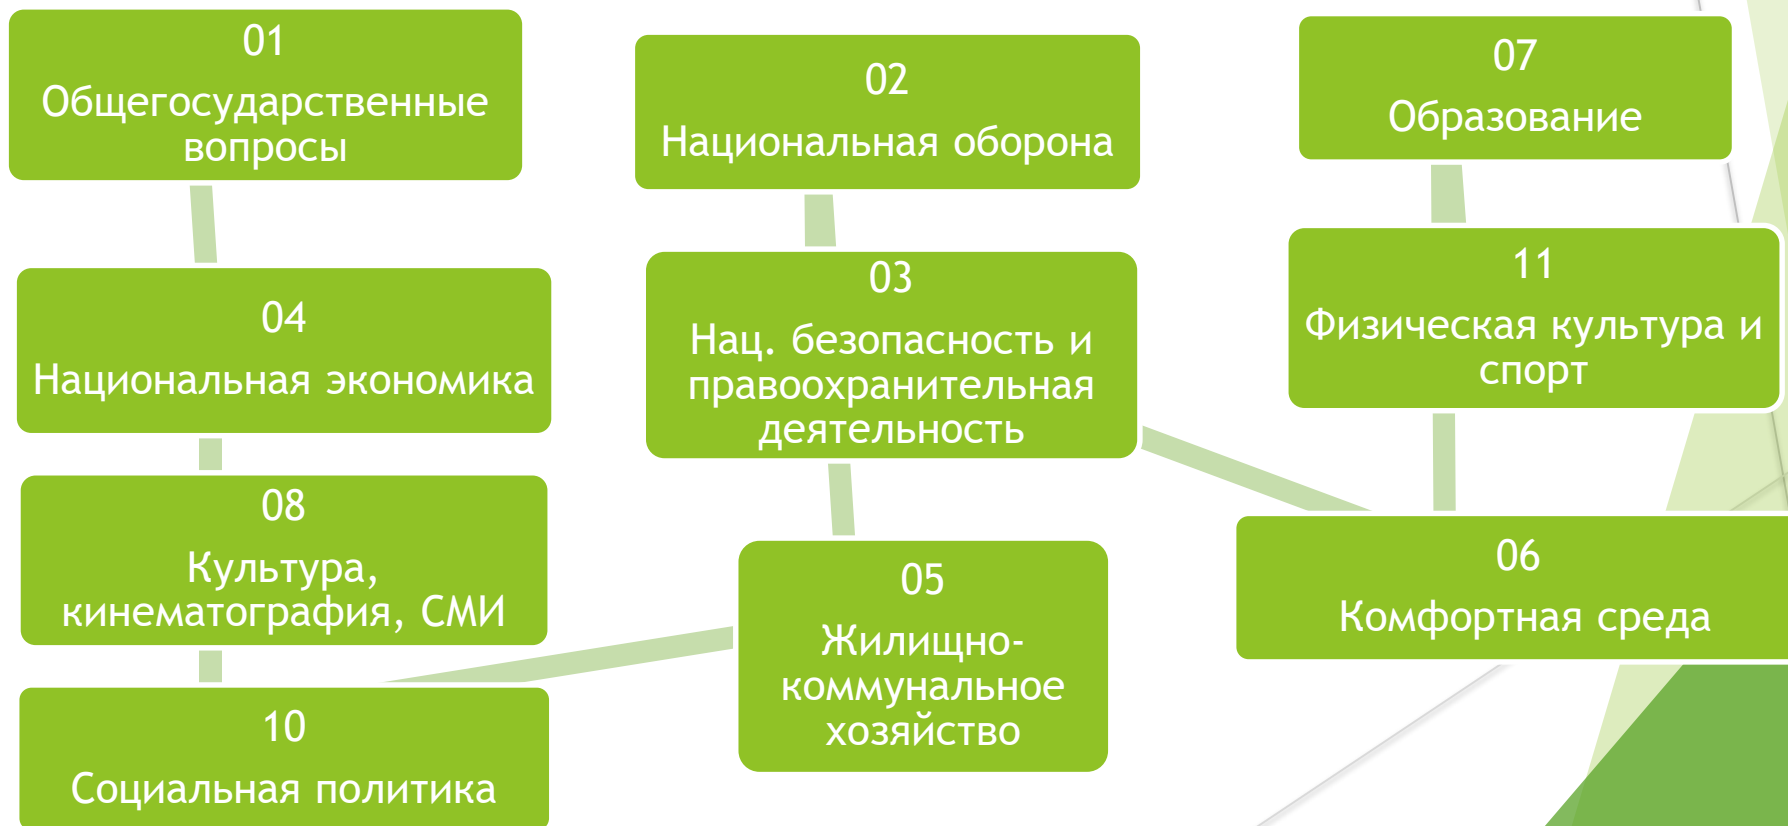 01
Общегосударственные
вопросы
04
Национальная экономика
08
Культура,
кинематография, СМИ
10
Социальная политика
02
Национальная оборона
03
Нац. безопасность и
правоохранительная
деятельность
05
Жилищно-
коммунальное
хозяйство
07
Образование
11
Физическая культура и
спорт
06
Комфортная среда